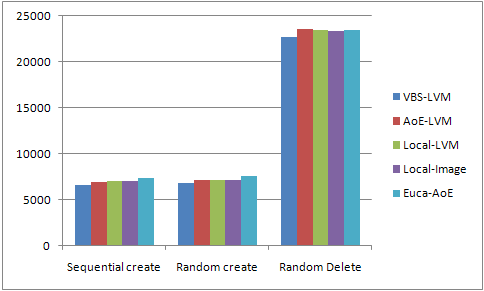 25000
20000
15000
10000
5000
0
Sequential create
Random create
Random Delete
VBS-LVM
AoE-LVM
Local-LVM
Local-Image
Euca-AoE